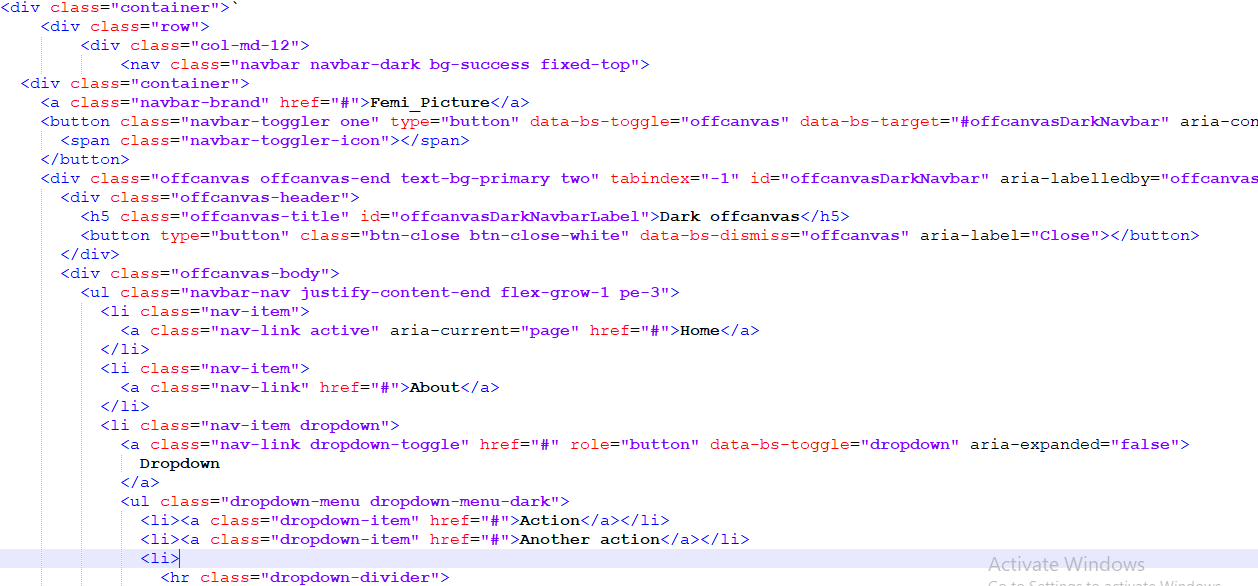 <div class="container">`
<div class="row">
<div class="col-md-12">
<nav class="navbar navbar-dark bg-success fixed-top">
<div class="container">
<a class="navbar-brand" href="#">Femi_Picture</a>
<button class="navbar-toggler one" type="button" data-bs-toggle="offcanvas" data-bs-target="#offcanvasDarkNavbar" aria-con
<span class="navbar-toggler-icon"></span>
</button>
<div class="offcanvas offcanvas-end text-bg-primary two" tabindex="-1" id="offcanvasDarkNavbar" aria-labelledby="offcanvas
<div class="offcanvas-header">
<h5 class="offcanvas-title" id="offcanvasDarkNavbarLabel">Dark offcanvas</h5>
<button type="button" class="btn-close btn-close-white" data-bs-dismiss="offcanvas" aria-label="Close"></button>
</div>
<div class="offcanvas-body">
<ul class="navbar-nav justify-content-end flex-grow-1 pe-3">
<li class="nav-item">
<a class="nav-link active" aria-current="page" href="#">Home</a>
</li>
<li class="nav-item">
<a class="nav-link" href="#">About</a>
</li>
<li class="nav-item dropdown">
<a class="nav-link dropdown-toggle" href="#" role="button" data-bs-toggle="dropdown" aria-expanded="false">
Dropdown
</a>
<ul class="dropdown-menu dropdown-menu-dark">
<li><a class="dropdown-item" href="#">Action</a></li>
<li><a class="dropdown-item" href="#">Another action</a></li>
<li>
<hr class="dropdown-divider">
Activate Windows
Go to Settings to activate Windows.